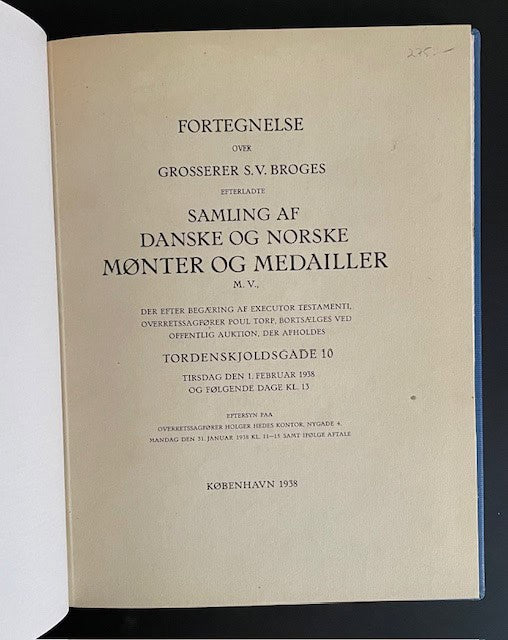 275.-
FORTEGNELSE
OVER
GROSSERER S.V. BROGES
EFTERLADTE
SAMLING AF
DANSKE OG NORSKE
MØNTER OG MEDAILLER
M. V.,
DER EFTER BEGÆRING AF EXECUTOR TESTAMENTI,
OVERRETSSAGFØRER POUL TORP, BORTSÆLGES VED
OFFENTLIG AUKTION, DER AFHOLDES
TORDENSKJOLDSGADE 10
TIRSDAG DEN 1. FEBRUAR 1938
OG FØLGENDE DAGE KL. 13
EFTERSYN PAA
OVERRETSSAGFØRER HOLGER HEDES KONTOR, NYGADE 4,
MANDAG DEN 31. JANUAR 1938 KL. 11—15 SAMT IFØLGE AFTALE
KØBENHAVN 1938